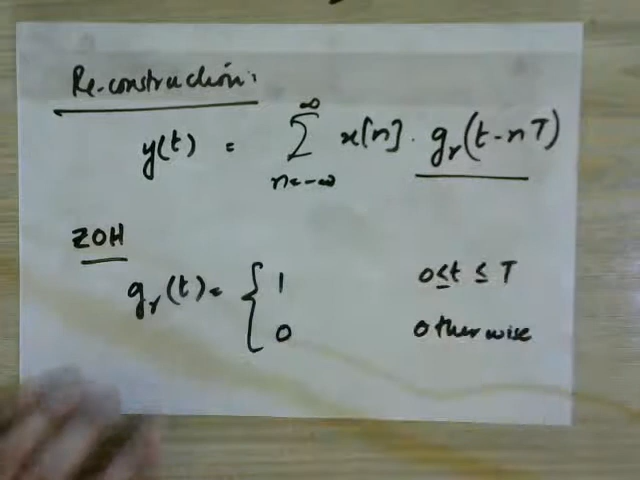 Re-construction:
y(t) = ∑_{n=-∞}^{∞} x[n] · g_r(t-nT)
ZOH
g_r(t) = { 1 0≤t≤T
0 otherwise